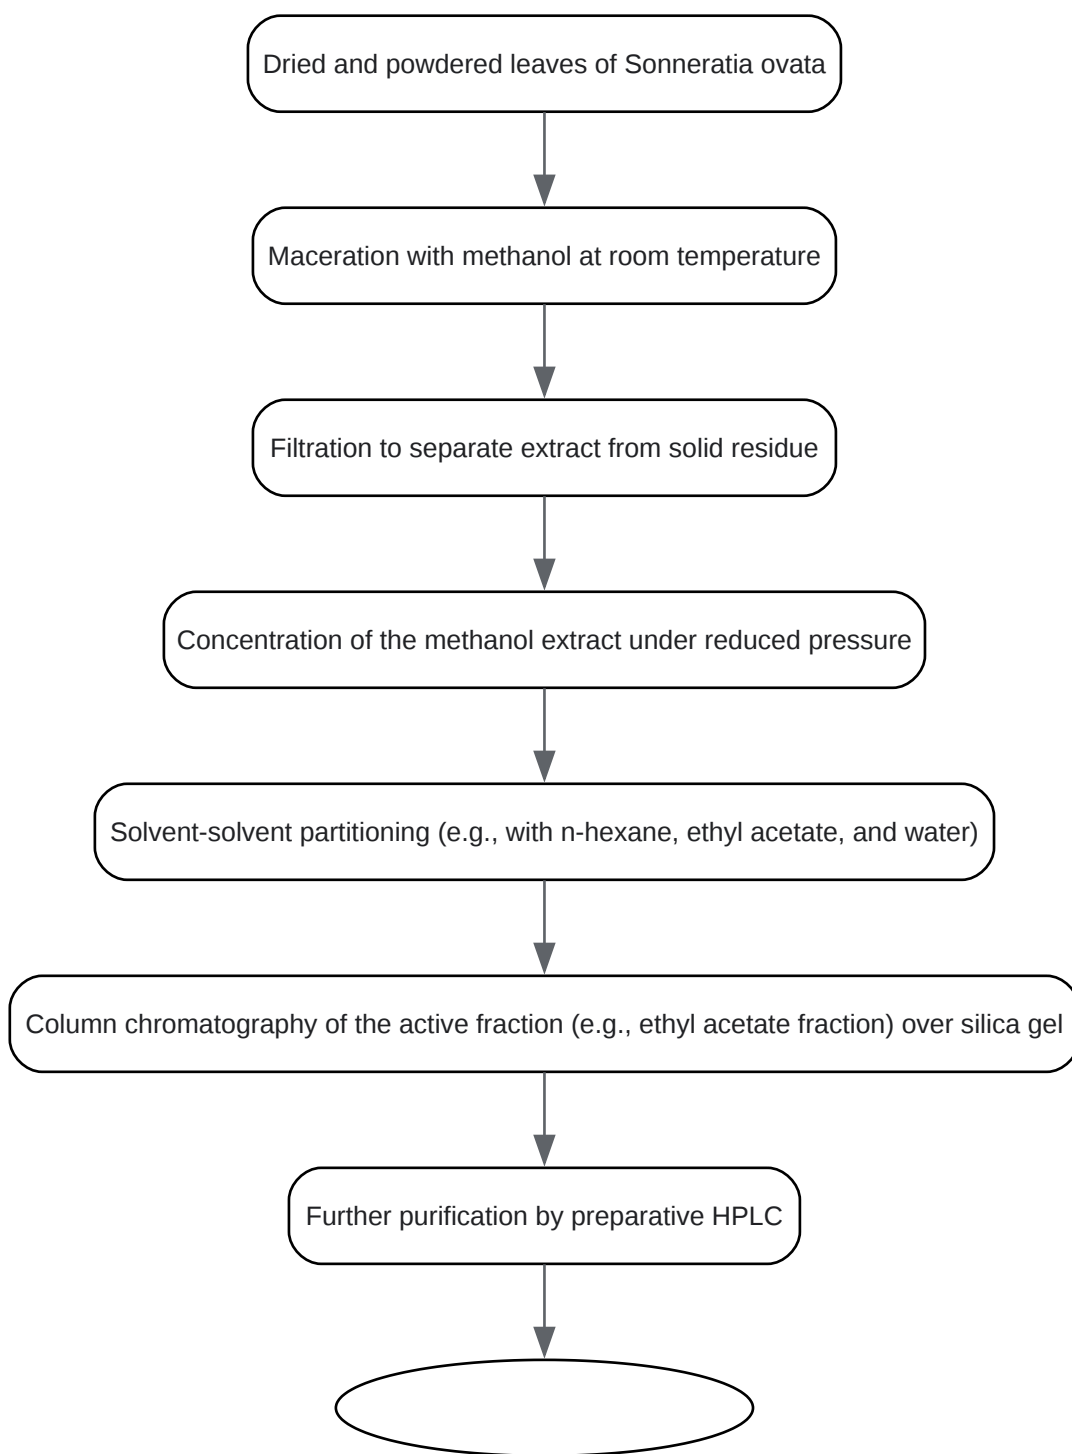 Dried and powdered leaves of Sonneratia ovata
Maceration with methanol at room temperature
Filtration to separate extract from solid residue
Concentration of the methanol extract under reduced pressure
Solvent-solvent partitioning (e.g., with n-hexane, ethyl acetate, and water)
Column chromatography of the active fraction (e.g., ethyl acetate fraction) over silica gel
Further purification by preparative HPLC